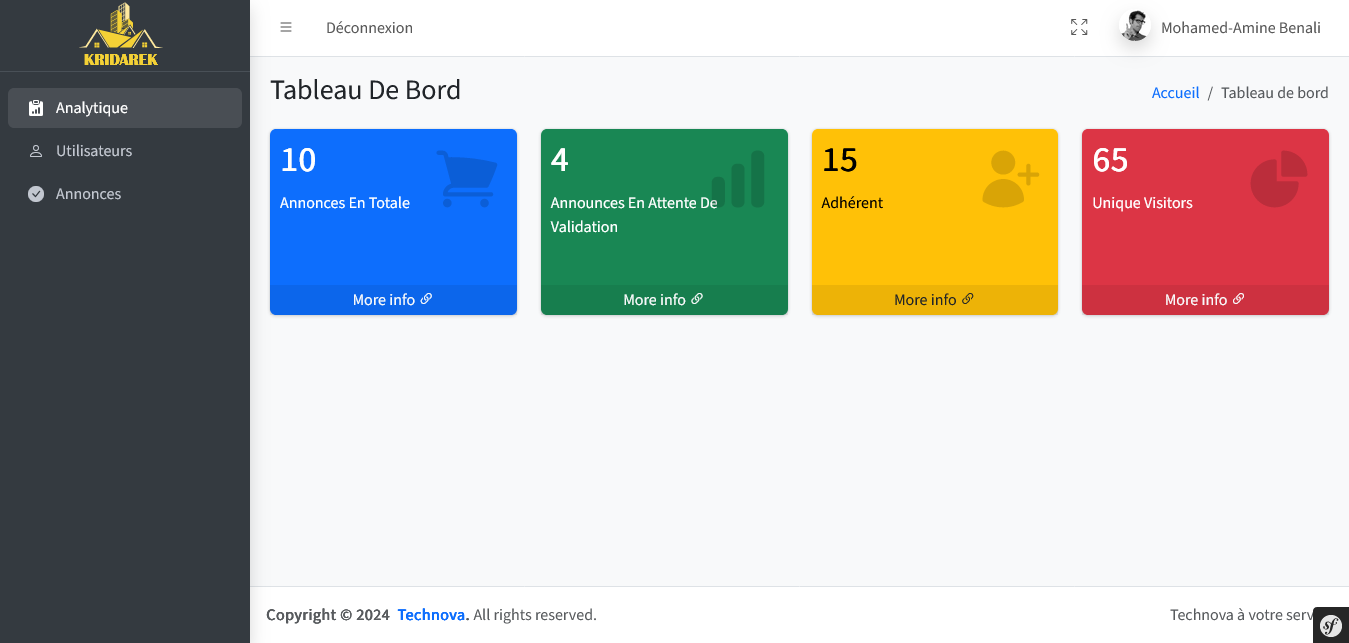 KRIDAREK
Déconnexion
Mohamed-Amine Benali
Analytique
Utilisateurs
Annonces
Tableau De Bord
Accueil / Tableau de bord
10
Annonces En Totale
More info
4
Announces En Attente De
Validation
More info
15
Adhérent
More info
65
Unique Visitors
More info
Copyright © 2024 Technova. All rights reserved.
Technova à votre serv
sf